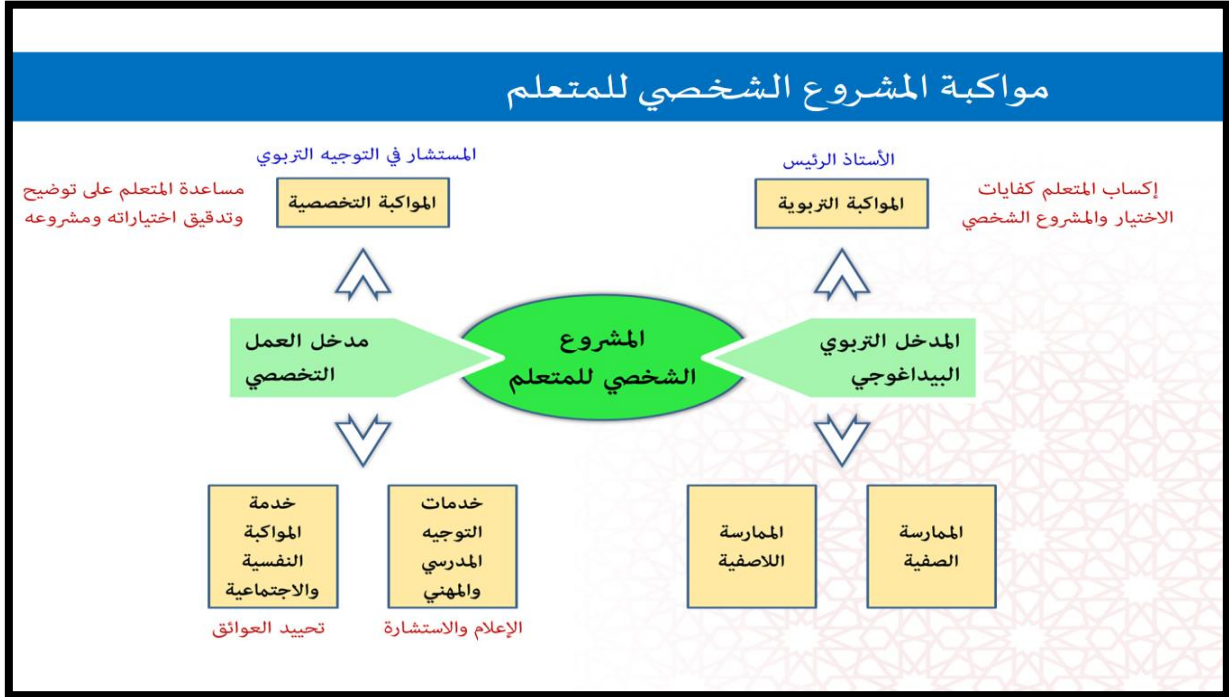 مواكبة المشروع الشخصي للمتعلم
الأستاذ الرئيس
المواكبة التربوية
إكساب المتعلم كفايات
الاختيار والمشروع الشخصي
المستشار في التوجيه التربوي
المواكبة التخصصية
مساعدة المتعلم على توضيح
وتدقيق اختياراته ومشروعه
المدخل التربوي
البيداغوجي
المشروع
الشخصي للمتعلم
مدخل العمل
التخصصي
الممارسة
الصفية
الممارسة
اللاصفية
خدمات
التوجيه
المدرسي
والمهني
الإعلام والاستشارة
خدمة
المواكبة
النفسية
والاجتماعية
تحييد العوائق